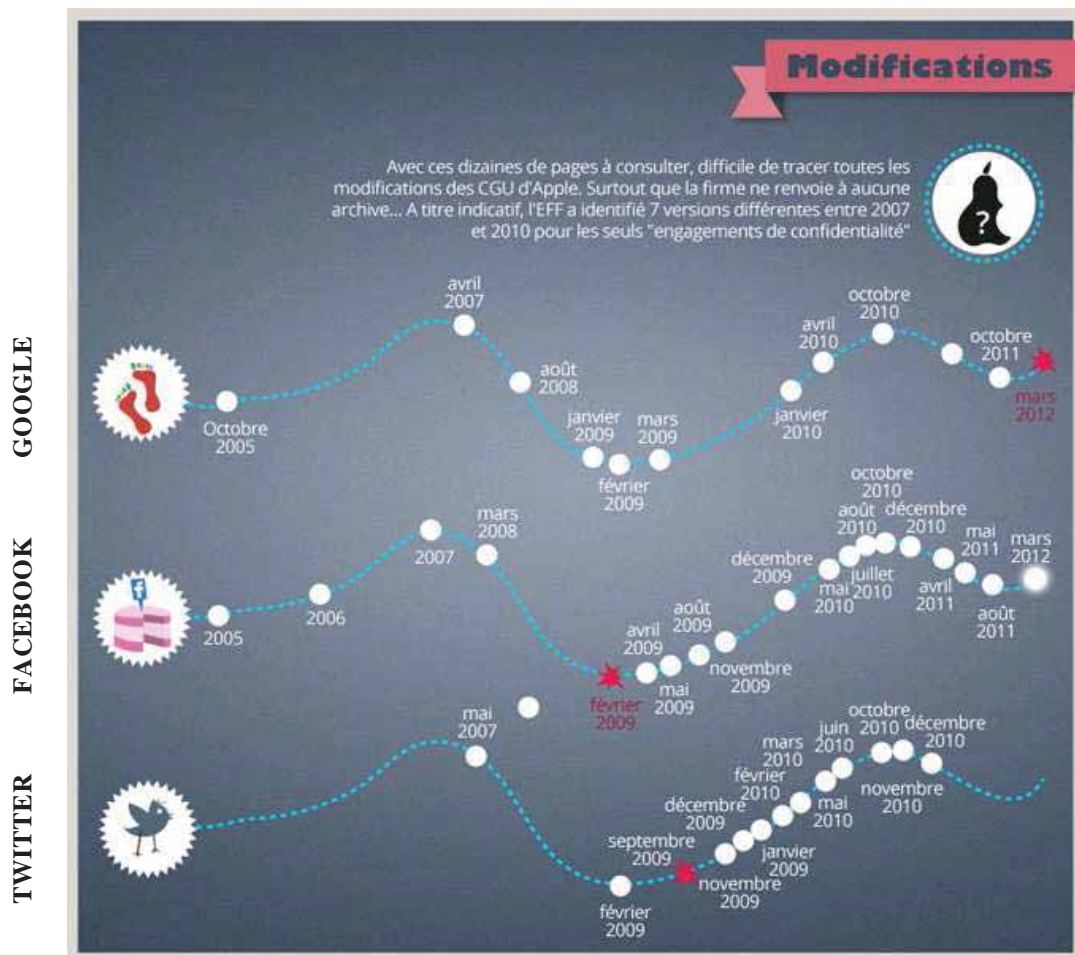 Modifications
Avec ces dizaines de pages à consulter, difficile de tracer toutes les
modifications des CGU d'Apple. Surtout que la firme ne renvoie à aucune
archive... A titre indicatif, l'EFF a identifié 7 versions différentes entre 2007
et 2010 pour les seuls "engagements de confidentialité"
?
GOOGLE
Octobre
2005
avril
2007
août
2008
janvier
2009
février
2009
mars
2009
janvier
2010
avril
2010
octobre
2010
octobre
2011
mars
2012
FACEBOOK
f
2005
2006
2007
mars
2008
février
2009
avril
2009
mai
2009
août
2009
novembre
2009
décembre
2009
mai
2010
juillet
2010
août
2010
octobre
2010
décembre
2010
avril
2011
mai
2011
août
2011
mars
2012
TWITTER
mai
2007
février
2009
septembre
2009
novembre
2009
décembre
2009
janvier
2009
février
2010
mars
2010
mai
2010
juin
2010
octobre
2010
novembre
2010
décembre
2010